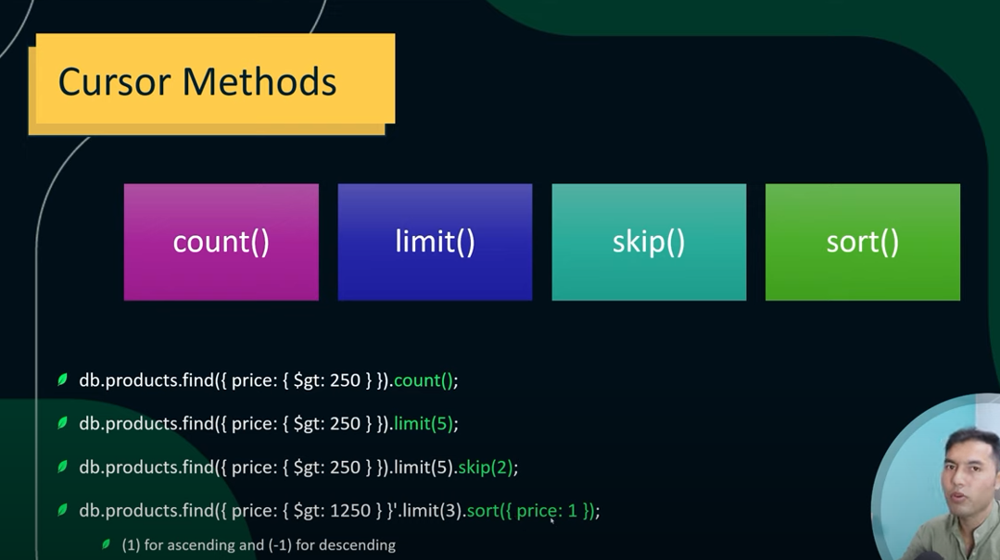 Cursor Methods
count()
limit()
skip()
sort()
db.products.find({ price: { $gt: 250 } }).count();
db.products.find({ price: { $gt: 250 } }).limit(5);
db.products.find({ price: { $gt: 250 } }).limit(5).skip(2);
db.products.find({ price: { $gt: 1250 } }'.limit(3).sort({ price: 1 });
(1) for ascending and (-1) for descending